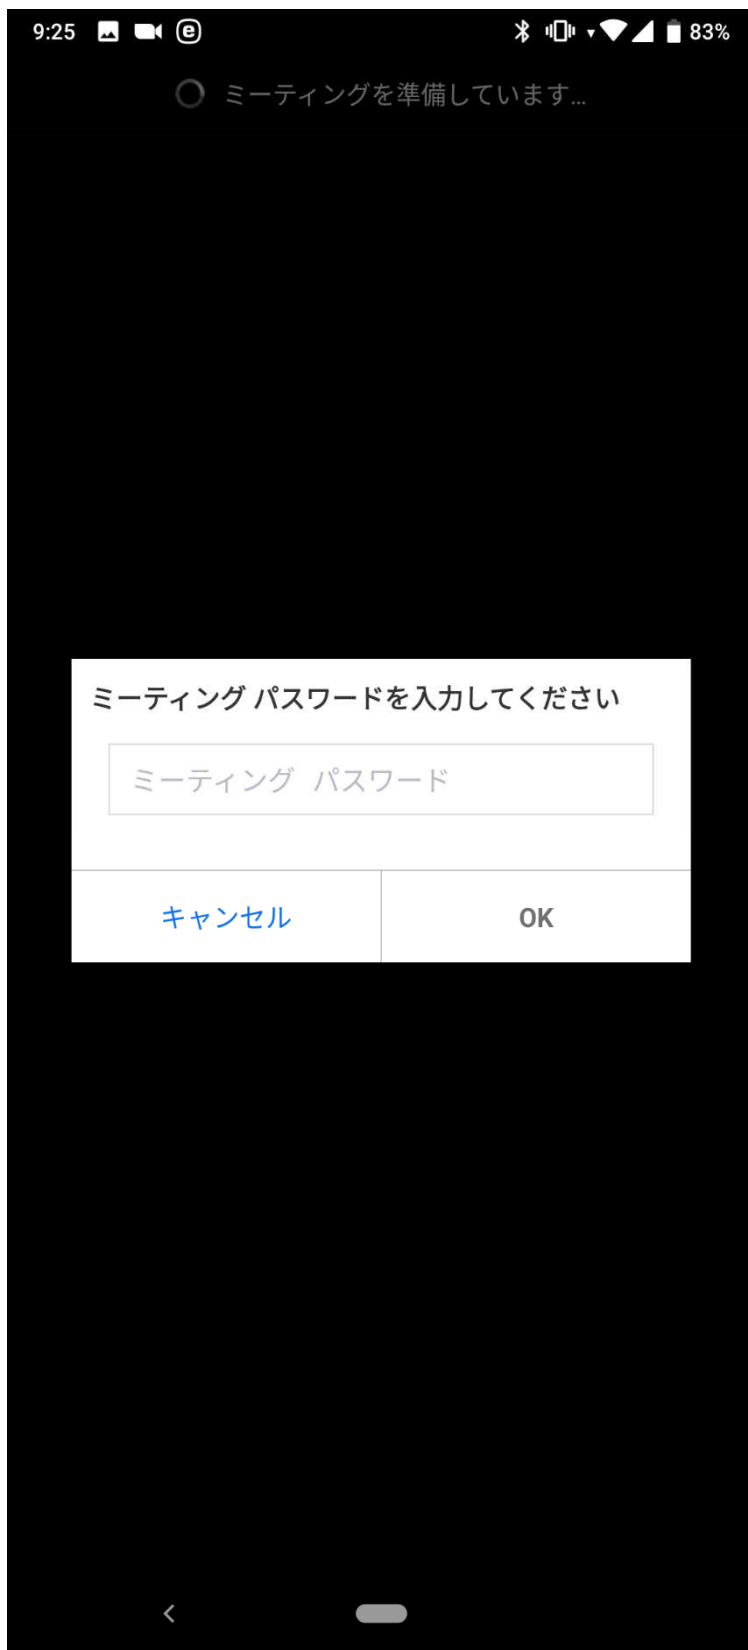 9:25 e 83%
ミーティングを準備しています...
ミーティング パスワードを入力してください
ミーティング パスワード
キャンセル OK